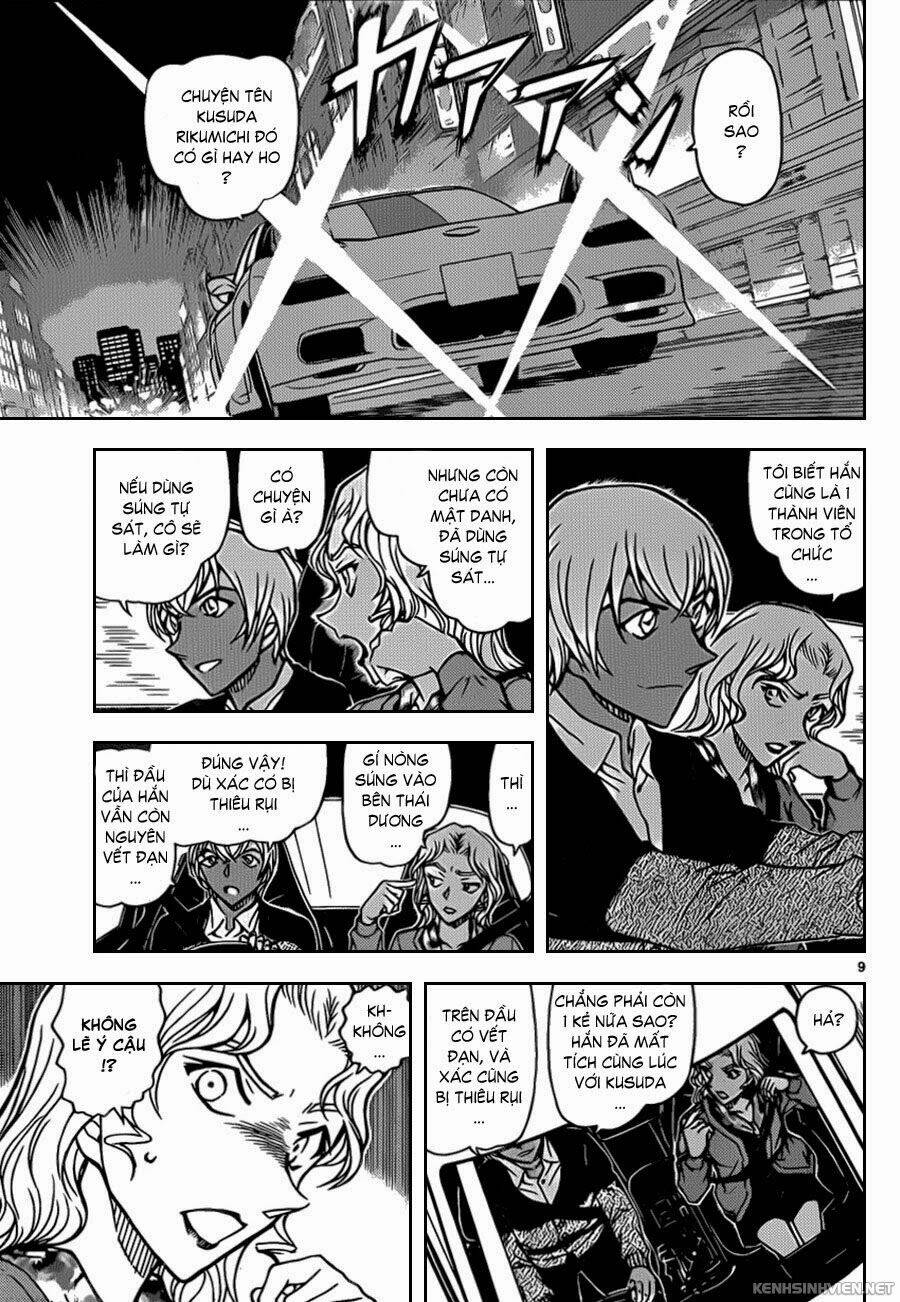 RỒI
SAO
?
CHUYỆN TÊN
KUSUDA
RIKUMICHI ĐÓ
CÓ GÌ HAY HO
?
TÔI BIẾT HẮN
CŨNG LÀ 1
THÀNH VIÊN
TRONG TỔ
CHỨC
...
NHƯNG CÒN
CHƯA CÓ
MẬT DANH,
ĐÃ DÙNG
SÚNG TỰ
SÁT...
CÓ
CHUYỆN
GÌ À?
NẾU DÙNG
SÚNG TỰ
SÁT, CÔ SẼ
LÀM GÌ?
THÌ
...
GÍ NÒNG
SÚNG VÀO
BÊN THÁI
DƯƠNG
...
ĐÚNG VẬY!
DÙ XÁC CÓ BỊ
THIÊU RỤI
...
THÌ ĐẦU
CỦA HẮN
VẪN CÒN
NGUYÊN
VẾT ĐẠN
...
9
HẢ?
CHẲNG PHẢI CÒN
1 KẺ NỮA SAO?
HẮN ĐÃ MẤT
TÍCH CÙNG LÚC
VỚI KUSUDA
...
TRÊN ĐẦU
CÓ VẾT
ĐẠN, VÀ
XÁC CŨNG
BỊ THIÊU RỤI
...
KH-
KHÔNG
...
KHÔNG
LẼ Ý CẬU
!?
KENHSINHVIEN.NET